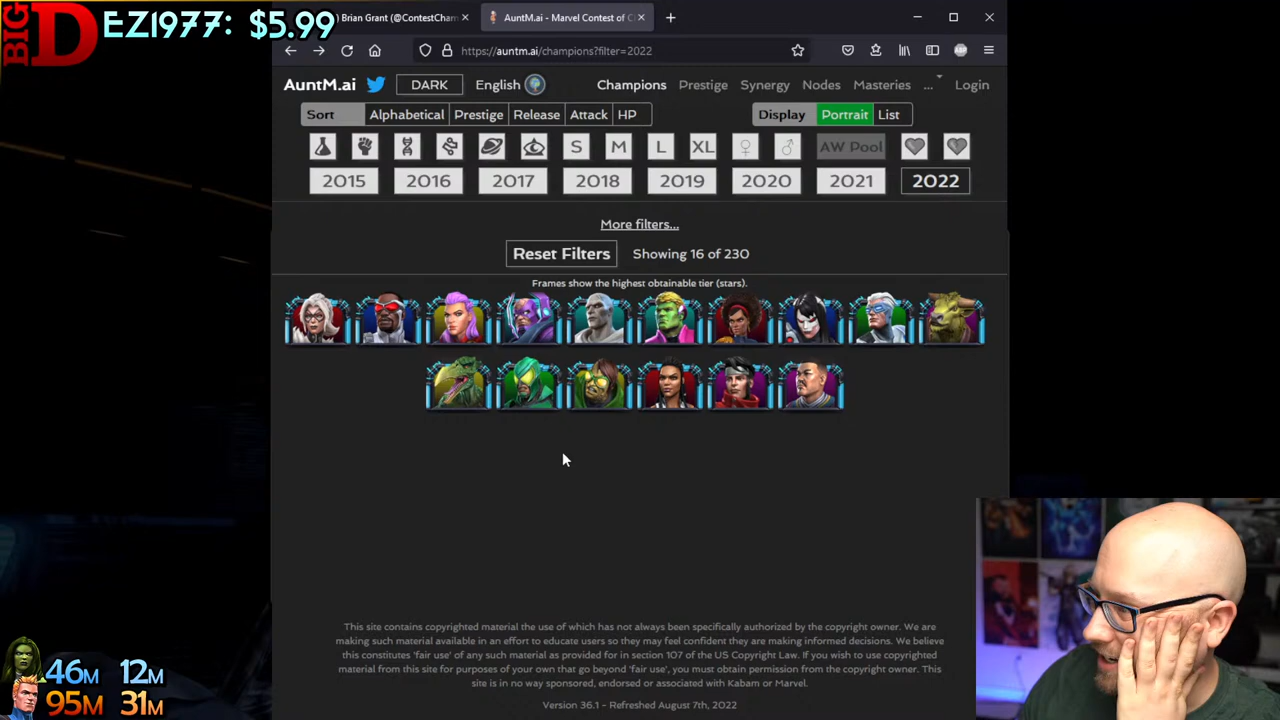 BIG D EZ1977: $5.99
) Brian Grant (@ContestCham
AuntM.ai - Marvel Contest of C
https://auntm.ai/champions?filter=2022
AuntM.ai DARK English Champions Prestige Synergy Nodes Masteries ... Login
Sort Alphabetical Prestige Release Attack HP Display Portrait List
S M L XL ♀ ♂ AW Pool
2015 2016 2017 2018 2019 2020 2021 2022
More filters...
Reset Filters Showing 16 of 230
Frames show the highest obtainable tier (stars).
This site contains copyrighted material the use of which has not always been specifically authorized by the copyright owner. We are
making such material available in an effort to educate users so they may feel confident they are making informed decisions. We believe
this constitutes 'fair use' of any such material as provided for in section 107 of the US Copyright Law. If you wish to use copyrighted
material from this site for purposes of your own that go beyond 'fair use', you must obtain permission from the copyright owner. This
site is in no way sponsored, endorsed or associated with Kabam or Marvel.
Version 36.1 - Refreshed August 7th, 2022
46M 12M
95M 31M